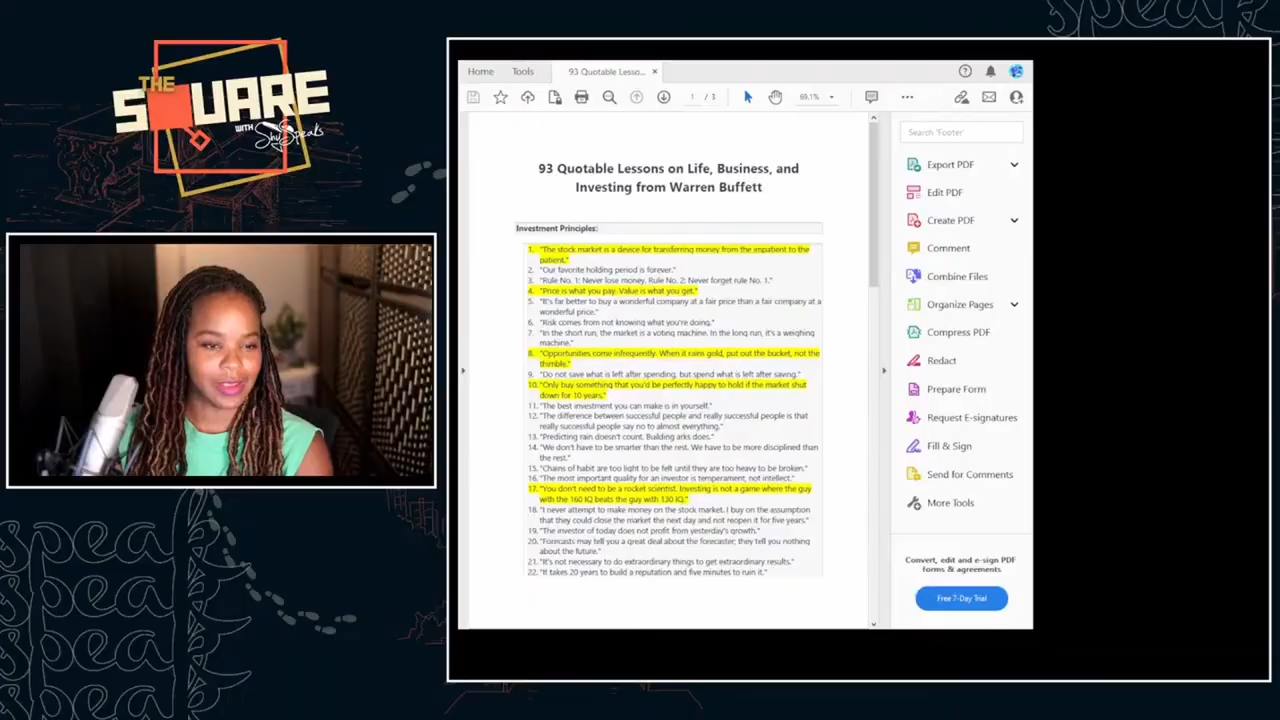 THE
SQUARE
WITH ShySpeaks
speak
Home
Tools
93 Quotable Lesso...
1 / 3
69.1%
93 Quotable Lessons on Life, Business, and
Investing from Warren Buffett
Investment Principles:
1. "The stock market is a device for transferring money from the impatient to the
patient."
2. "Our favorite holding period is forever."
3. "Rule No. 1: Never lose money. Rule No. 2: Never forget rule No. 1."
4. "Price is what you pay. Value is what you get."
5. "It's far better to buy a wonderful company at a fair price than a fair company at a
wonderful price."
6. "Risk comes from not knowing what you're doing."
7. "In the short run, the market is a voting machine. In the long run, it's a weighing
machine."
8. "Opportunities come infrequently. When it rains gold, put out the bucket, not the
thimble."
9. "Do not save what is left after spending, but spend what is left after saving."
10. "Only buy something that you'd be perfectly happy to hold if the market shut
down for 10 years."
11. "The best investment you can make is in yourself."
12. "The difference between successful people and really successful people is that
really successful people say no to almost everything."
13. "Predicting rain doesn't count. Building arks does."
14. "We don't have to be smarter than the rest. We have to be more disciplined than
the rest."
15. "Chains of habit are too light to be felt until they are too heavy to be broken."
16. "The most important quality for an investor is temperament, not intellect."
17. "You don't need to be a rocket scientist. Investing is not a game where the guy
with the 160 IQ beats the guy with 130 IQ."
18. "I never attempt to make money on the stock market. I buy on the assumption
that they could close the market the next day and not reopen it for five years."
19. "The investor of today does not profit from yesterday's growth."
20. "Forecasts may tell you a great deal about the forecaster; they tell you nothing
about the future."
21. "It's not necessary to do extraordinary things to get extraordinary results."
22. "It takes 20 years to build a reputation and five minutes to ruin it."
Search 'Footer'
Export PDF
Edit PDF
Create PDF
Comment
Combine Files
Organize Pages
Compress PDF
Redact
Prepare Form
Request E-signatures
Fill & Sign
Send for Comments
More Tools
Convert, edit and e-sign PDF
forms & agreements
Free 7-Day Trial
speak
speak
speak
speak